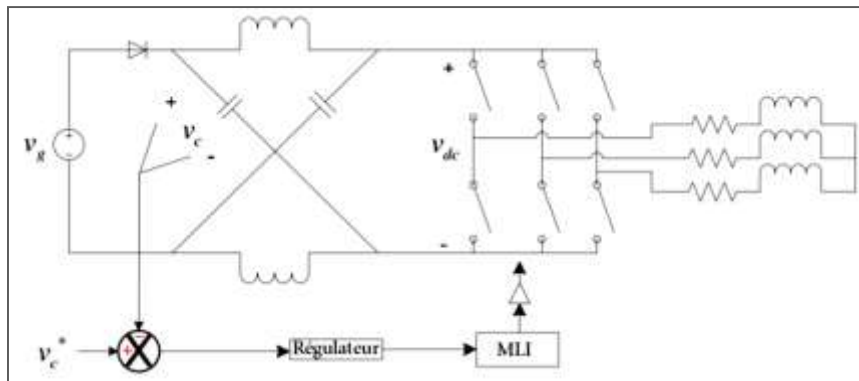 +
v_c
-
v_g
+
-
+
v_dc
-
v_c*
+
-
Régulateur
MLI